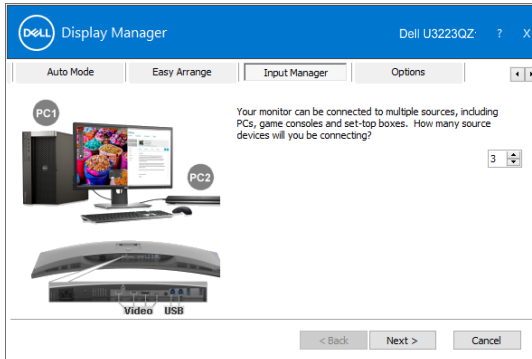 DELL Display Manager
Dell U3223QZ ? X
Auto Mode Easy Arrange Input Manager Options
PC1
PC2
Your monitor can be connected to multiple sources, including
PCs, game consoles and set-top boxes. How many source
devices will you be connecting?
3
Video USB
< Back Next > Cancel